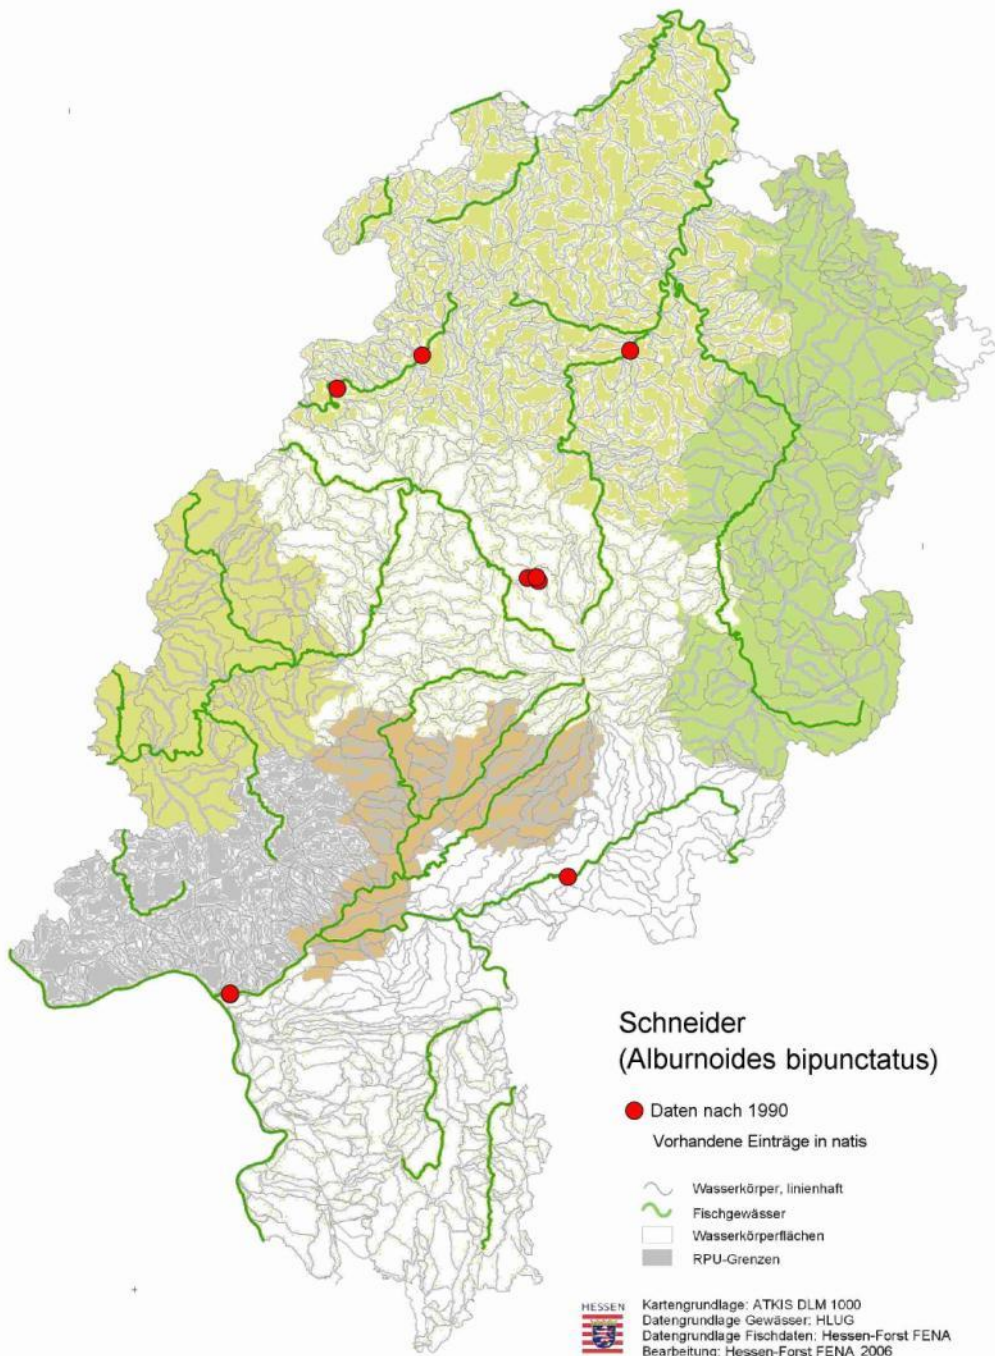 Schneider
(Alburnoides bipunctatus)
Daten nach 1990
Vorhandene Einträge in natis
Wasserkörper, linienhaft
Fischgewässer
Wasserkörperflächen
RPU-Grenzen
HESSEN
Kartengrundlage: ATKIS DLM 1000
Datengrundlage Gewässer: HLUG
Datengrundlage Fischdaten: Hessen-Forst FENA
Bearbeitung: Hessen-Forst FENA 2006